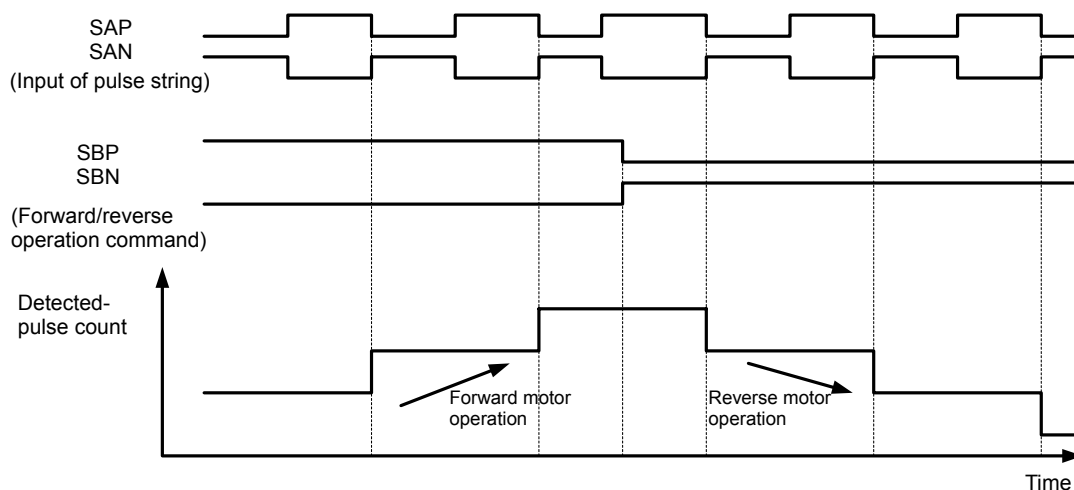 SAP
SAN
(Input of pulse string)
SBP
SBN
(Forward/reverse
operation command)
Detected-
pulse count
Forward motor
operation
Reverse motor
operation
Time